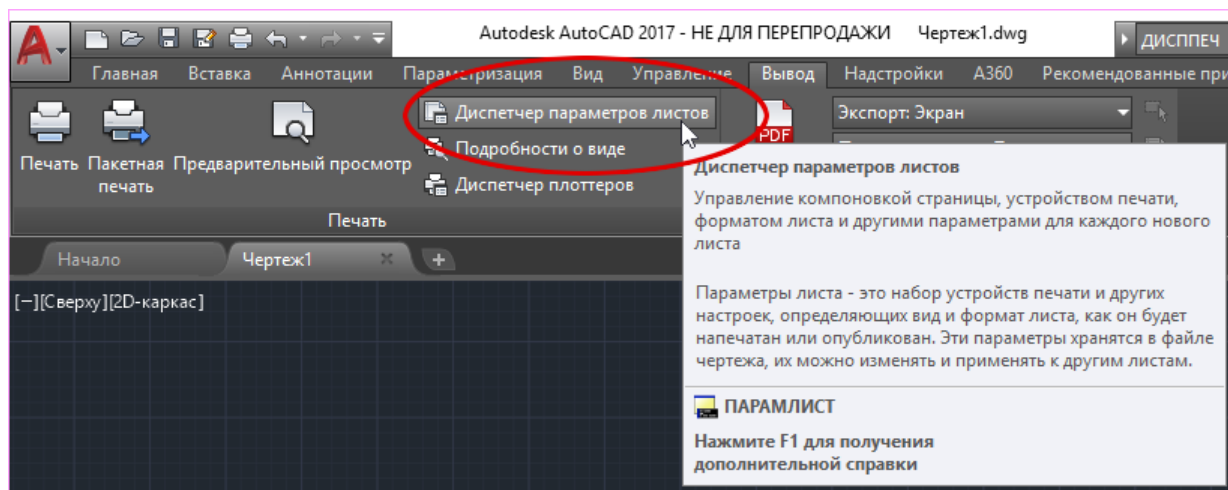 Autodesk AutoCAD 2017 - НЕ ДЛЯ ПЕРЕПРОДАЖИ Чертеж1.dwg
ДИСППЕЧ
Главная Вставка Аннотации Параметризация Вид Управление Вывод Надстройки A360 Рекомендованные при
Диспетчер параметров листов
Экспорт: Экран
Подробности о виде
PDF
Печать Пакетная печать Предварительный просмотр
Диспетчер плоттеров
Печать
Начало Чертеж1
[−][Сверху][2D-каркас]
Диспетчер параметров листов
Управление компоновкой страницы, устройством печати,
форматом листа и другими параметрами для каждого нового
листа
Параметры листа - это набор устройств печати и других
настроек, определяющих вид и формат листа, как он будет
напечатан или опубликован. Эти параметры хранятся в файле
чертежа, их можно изменять и применять к другим листам.
ПАРАМЛИСТ
Нажмите F1 для получения
дополнительной справки